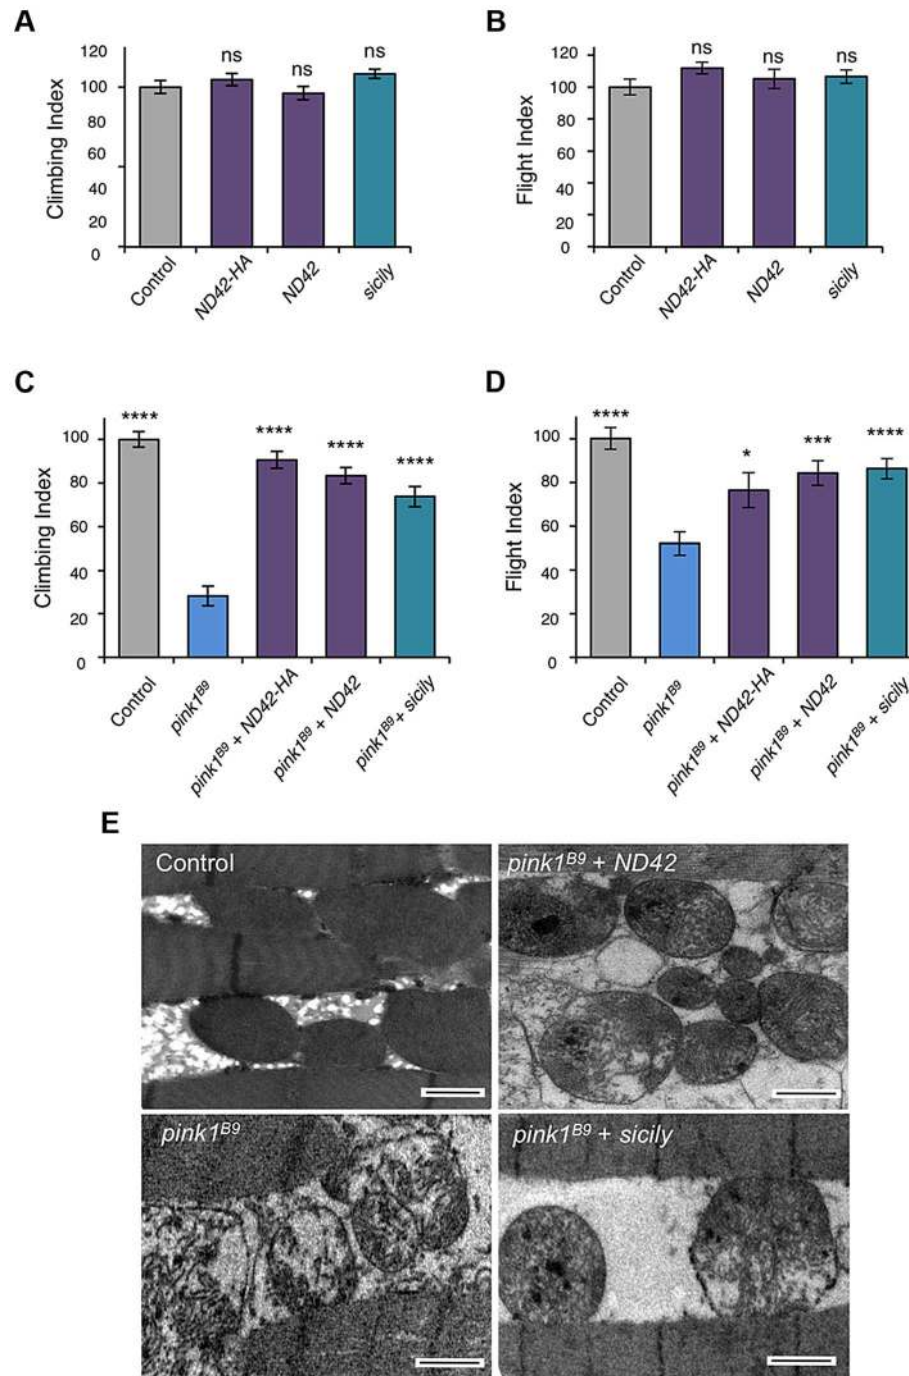 A
Climbing Index
120
100
80
60
40
20
0
ns
ns
ns
Control
ND42-HA
ND42
sicily
B
Flight Index
120
100
80
60
40
20
0
ns
ns
ns
Control
ND42-HA
ND42
sicily
C
Climbing Index
100
80
60
40
20
0
****
****
****
****
Control
pink1ᴮ⁹
pink1ᴮ⁹ + ND42-HA
pink1ᴮ⁹ + ND42
pink1ᴮ⁹ + sicily
D
Flight Index
100
80
60
40
20
0
****
*
***
****
Control
pink1ᴮ⁹
pink1ᴮ⁹ + ND42-HA
pink1ᴮ⁹ + ND42
pink1ᴮ⁹ + sicily
E
Control
pink1ᴮ⁹ + ND42
pink1ᴮ⁹
pink1ᴮ⁹ + sicily